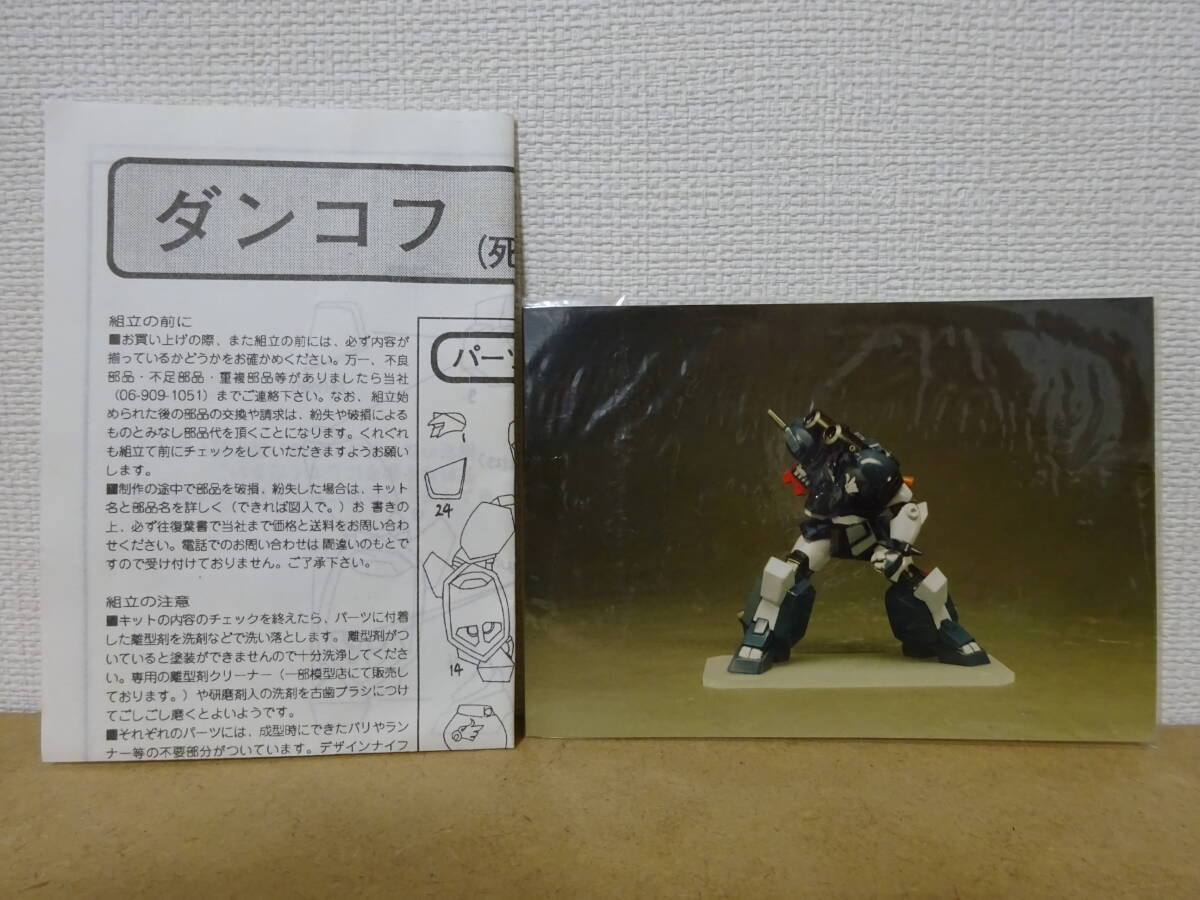 ダンコフ
(死
組立の前に
■お買い上げの際、また組立の前には、必ず内容が
揃っているかどうかをお確かめください。万一、不良
部品・不足部品・重複部品等がありましたら当社
（06-909-1051）までご連絡下さい。なお、組立始
められた後の部品の交換や請求は、紛失や破損による
ものとみなし部品代を頂くことになります。くれぐれ
も組立て前にチェックをしていただきますようお願い
します。
■制作の途中で部品を破損、紛失した場合は、キット
名と部品名を詳しく（できれば図入で。）お 書きの
上、必ず往復葉書で当社まで価格と送料をお問い合わ
せください。電話でのお問い合わせは 間違いのもとで
すので受け付けておりません。ご了承下さい。
組立の注意
■キットの内容のチェックを終えたら、パーツに付着
した離型剤を洗剤などで洗い落とします。離型剤がつ
いていると塗装ができませんので十分洗浄してくださ
い。専用の離型剤クリーナー（一部模型店にて販売し
ております。）や研磨剤入の洗剤を古歯ブラシにつけ
てごしごし磨くとよいようです。
■それぞれのパーツには、成型時にできたバリやラン
ナー等の不要部分がついています。デザインナイフ
パーツ
1
24
14